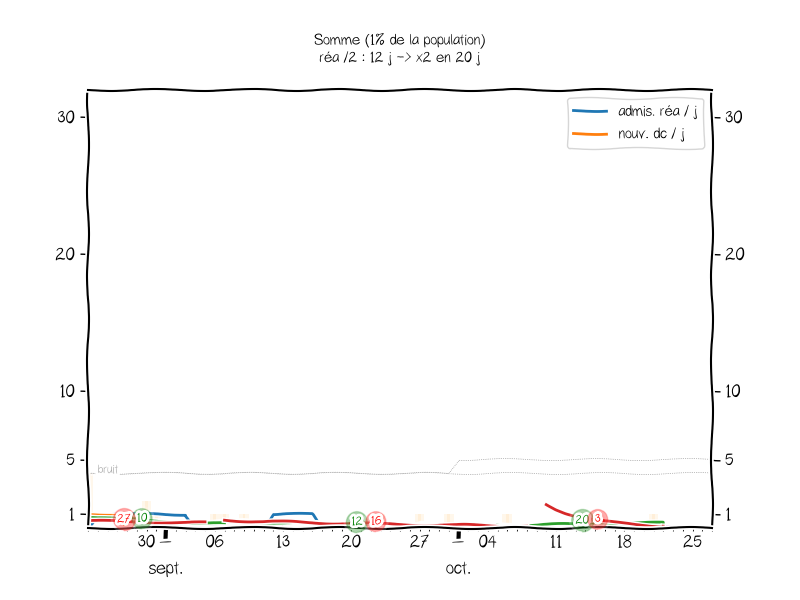 Somme (1% de la population)
réa /2 : 12 j -> x2 en 20 j
admis. réa / j
nouv. dc / j
30 30
20 20
10 10
5 5
bruit
1 1
27 10 12 16 20 3
30 06 13 20 27 04 11 18 25
sept. oct.